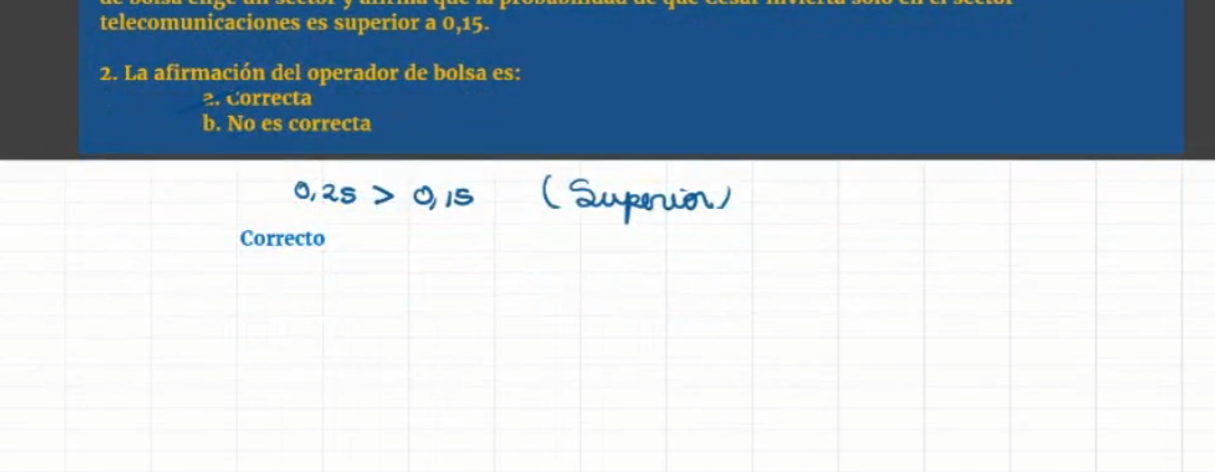 telecomunicaciones es superior a 0,15.
2. La afirmación del operador de bolsa es:
a. Correcta
b. No es correcta
0,25 > 0,15 (Superior)
Correcto